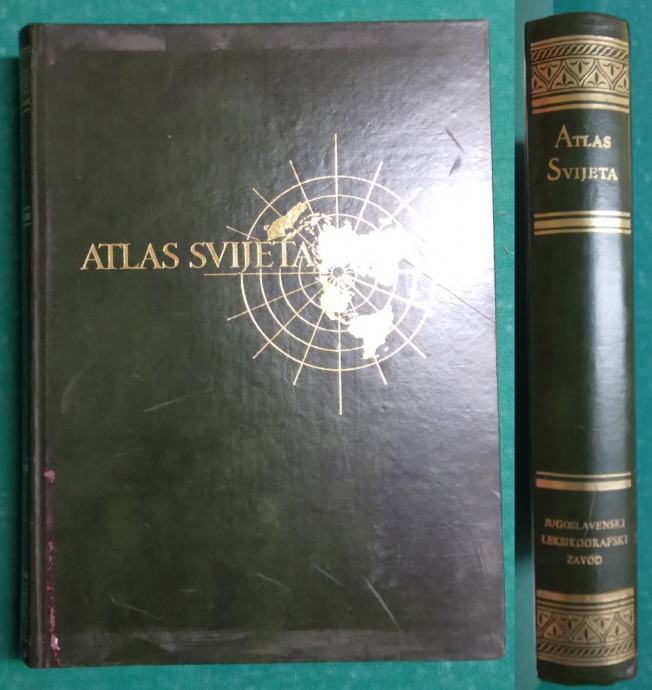 ATLAS SVIJETA
ATLAS
SVIJETA
JUGOSLAVENSKI
LEKSIKOGRAFSKI
ZAVOD